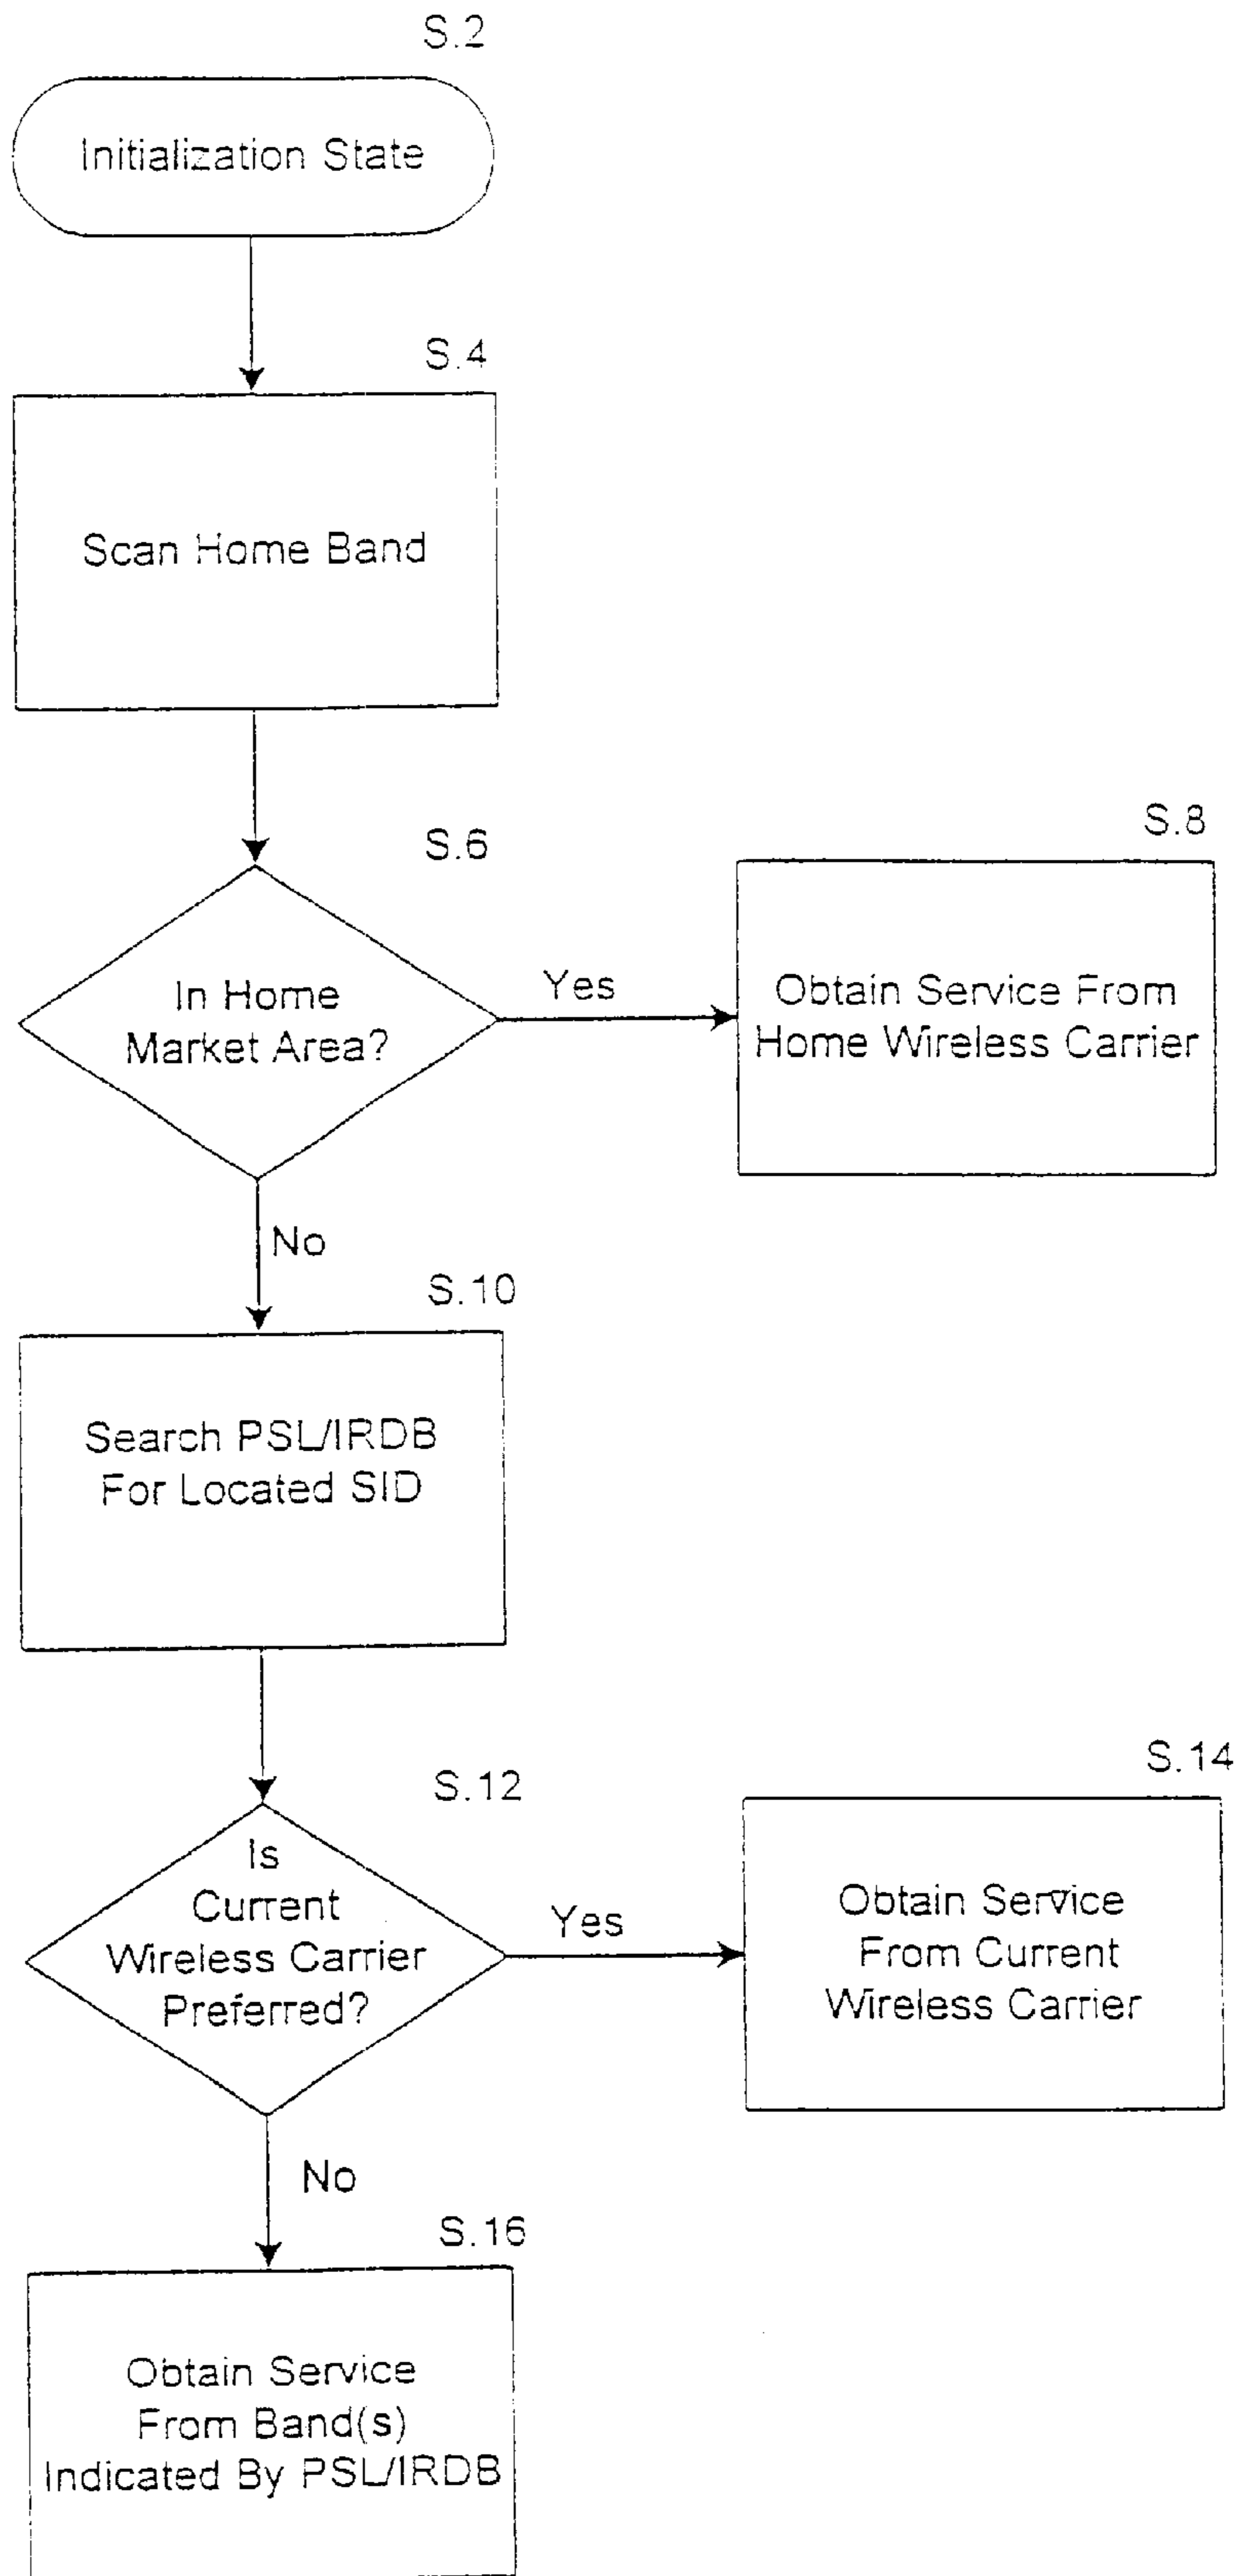 S.2
Initialization State
S.4
Scan Home Band
S.6
In Home
Market Area?
Yes
S.8
Obtain Service From
Home Wireless Carrier
No
S.10
Search PSL/IRDB
For Located SID
S.12
Is
Current
Wireless Carrier
Preferred?
Yes
S.14
Obtain Service
From Current
Wireless Carrier
No
S.16
Obtain Service
From Band(s)
Indicated By PSL/IRDB